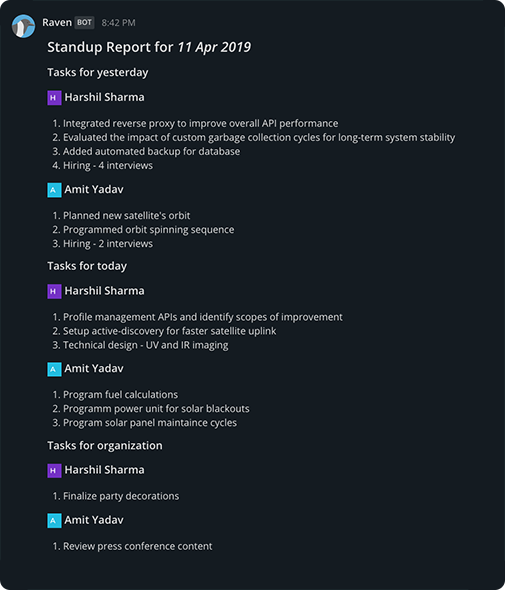 Raven BOT 8:42 PM
Standup Report for 11 Apr 2019
Tasks for yesterday
H Harshil Sharma
1. Integrated reverse proxy to improve overall API performance
2. Evaluated the impact of custom garbage collection cycles for long-term system stability
3. Added automated backup for database
4. Hiring - 4 interviews
A Amit Yadav
1. Planned new satellite's orbit
2. Programmed orbit spinning sequence
3. Hiring - 2 interviews
Tasks for today
H Harshil Sharma
1. Profile management APIs and identify scopes of improvement
2. Setup active-discovery for faster satellite uplink
3. Technical design - UV and IR imaging
A Amit Yadav
1. Program fuel calculations
2. Programm power unit for solar blackouts
3. Program solar panel maintaince cycles
Tasks for organization
H Harshil Sharma
1. Finalize party decorations
A Amit Yadav
1. Review press conference content